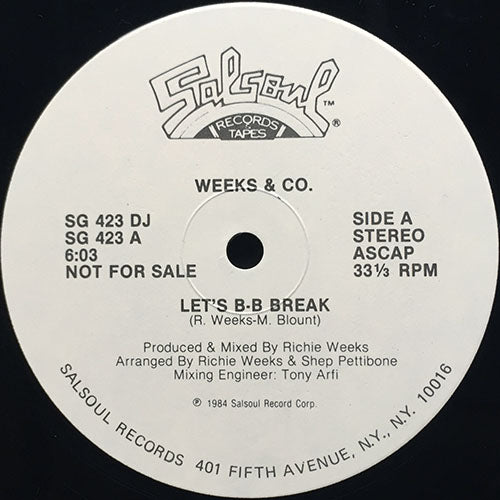 Salsoul ™
RECORDS & TAPES ®
WEEKS & CO.
SG 423 DJ
SG 423 A
6:03
NOT FOR SALE
SIDE A
STEREO
ASCAP
33⅓ RPM
LET'S B-B BREAK
(R. Weeks-M. Blount)
Produced & Mixed By Richie Weeks
Arranged By Richie Weeks & Shep Pettibone
Mixing Engineer: Tony Arfi
℗ 1984 Salsoul Record Corp.
SALSOUL RECORDS 401 FIFTH AVENUE, N.Y., N.Y. 10016